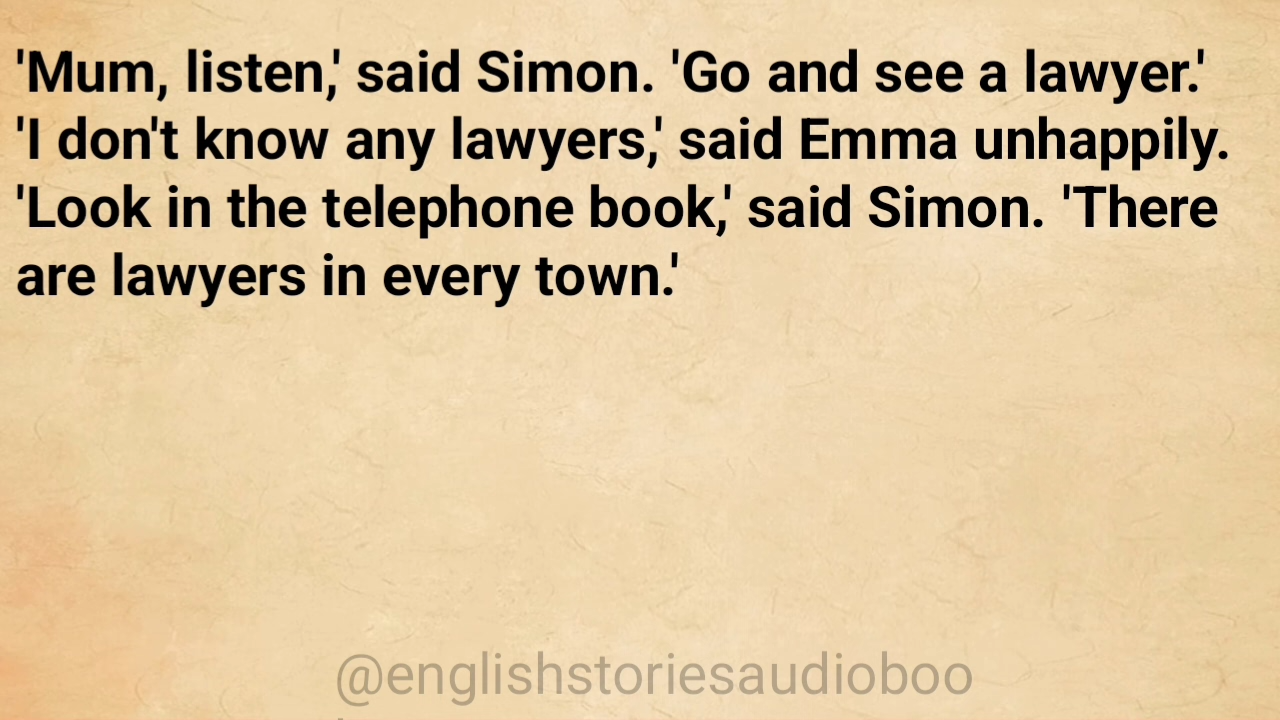 'Mum, listen,' said Simon. 'Go and see a lawyer.'
'I don't know any lawyers,' said Emma unhappily.
'Look in the telephone book,' said Simon. 'There
are lawyers in every town.'
@englishstoriesaudioboo